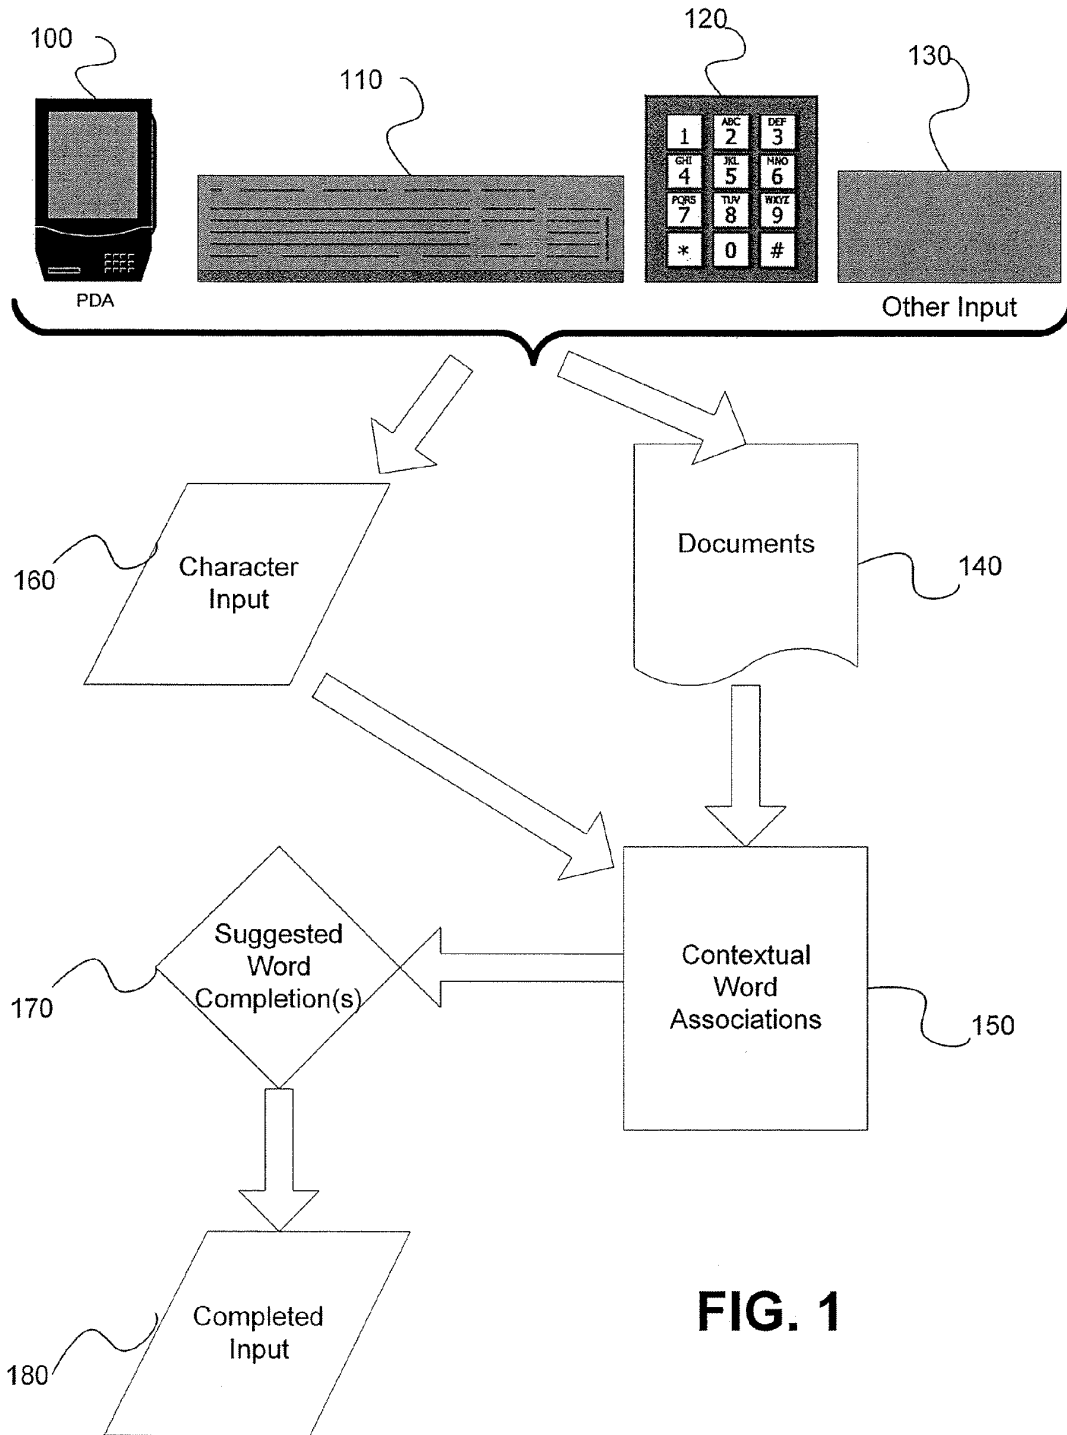 100
110
120
130
1
ABC
2
DEF
3
GHI
4
JKL
5
MNO
6
PQRS
7
TUV
8
WXYZ
9
*
0
#
PDA
Other Input
160
Character
Input
Documents
140
170
Suggested
Word
Completion(s)
Contextual
Word
Associations
150
180
Completed
Input
FIG. 1